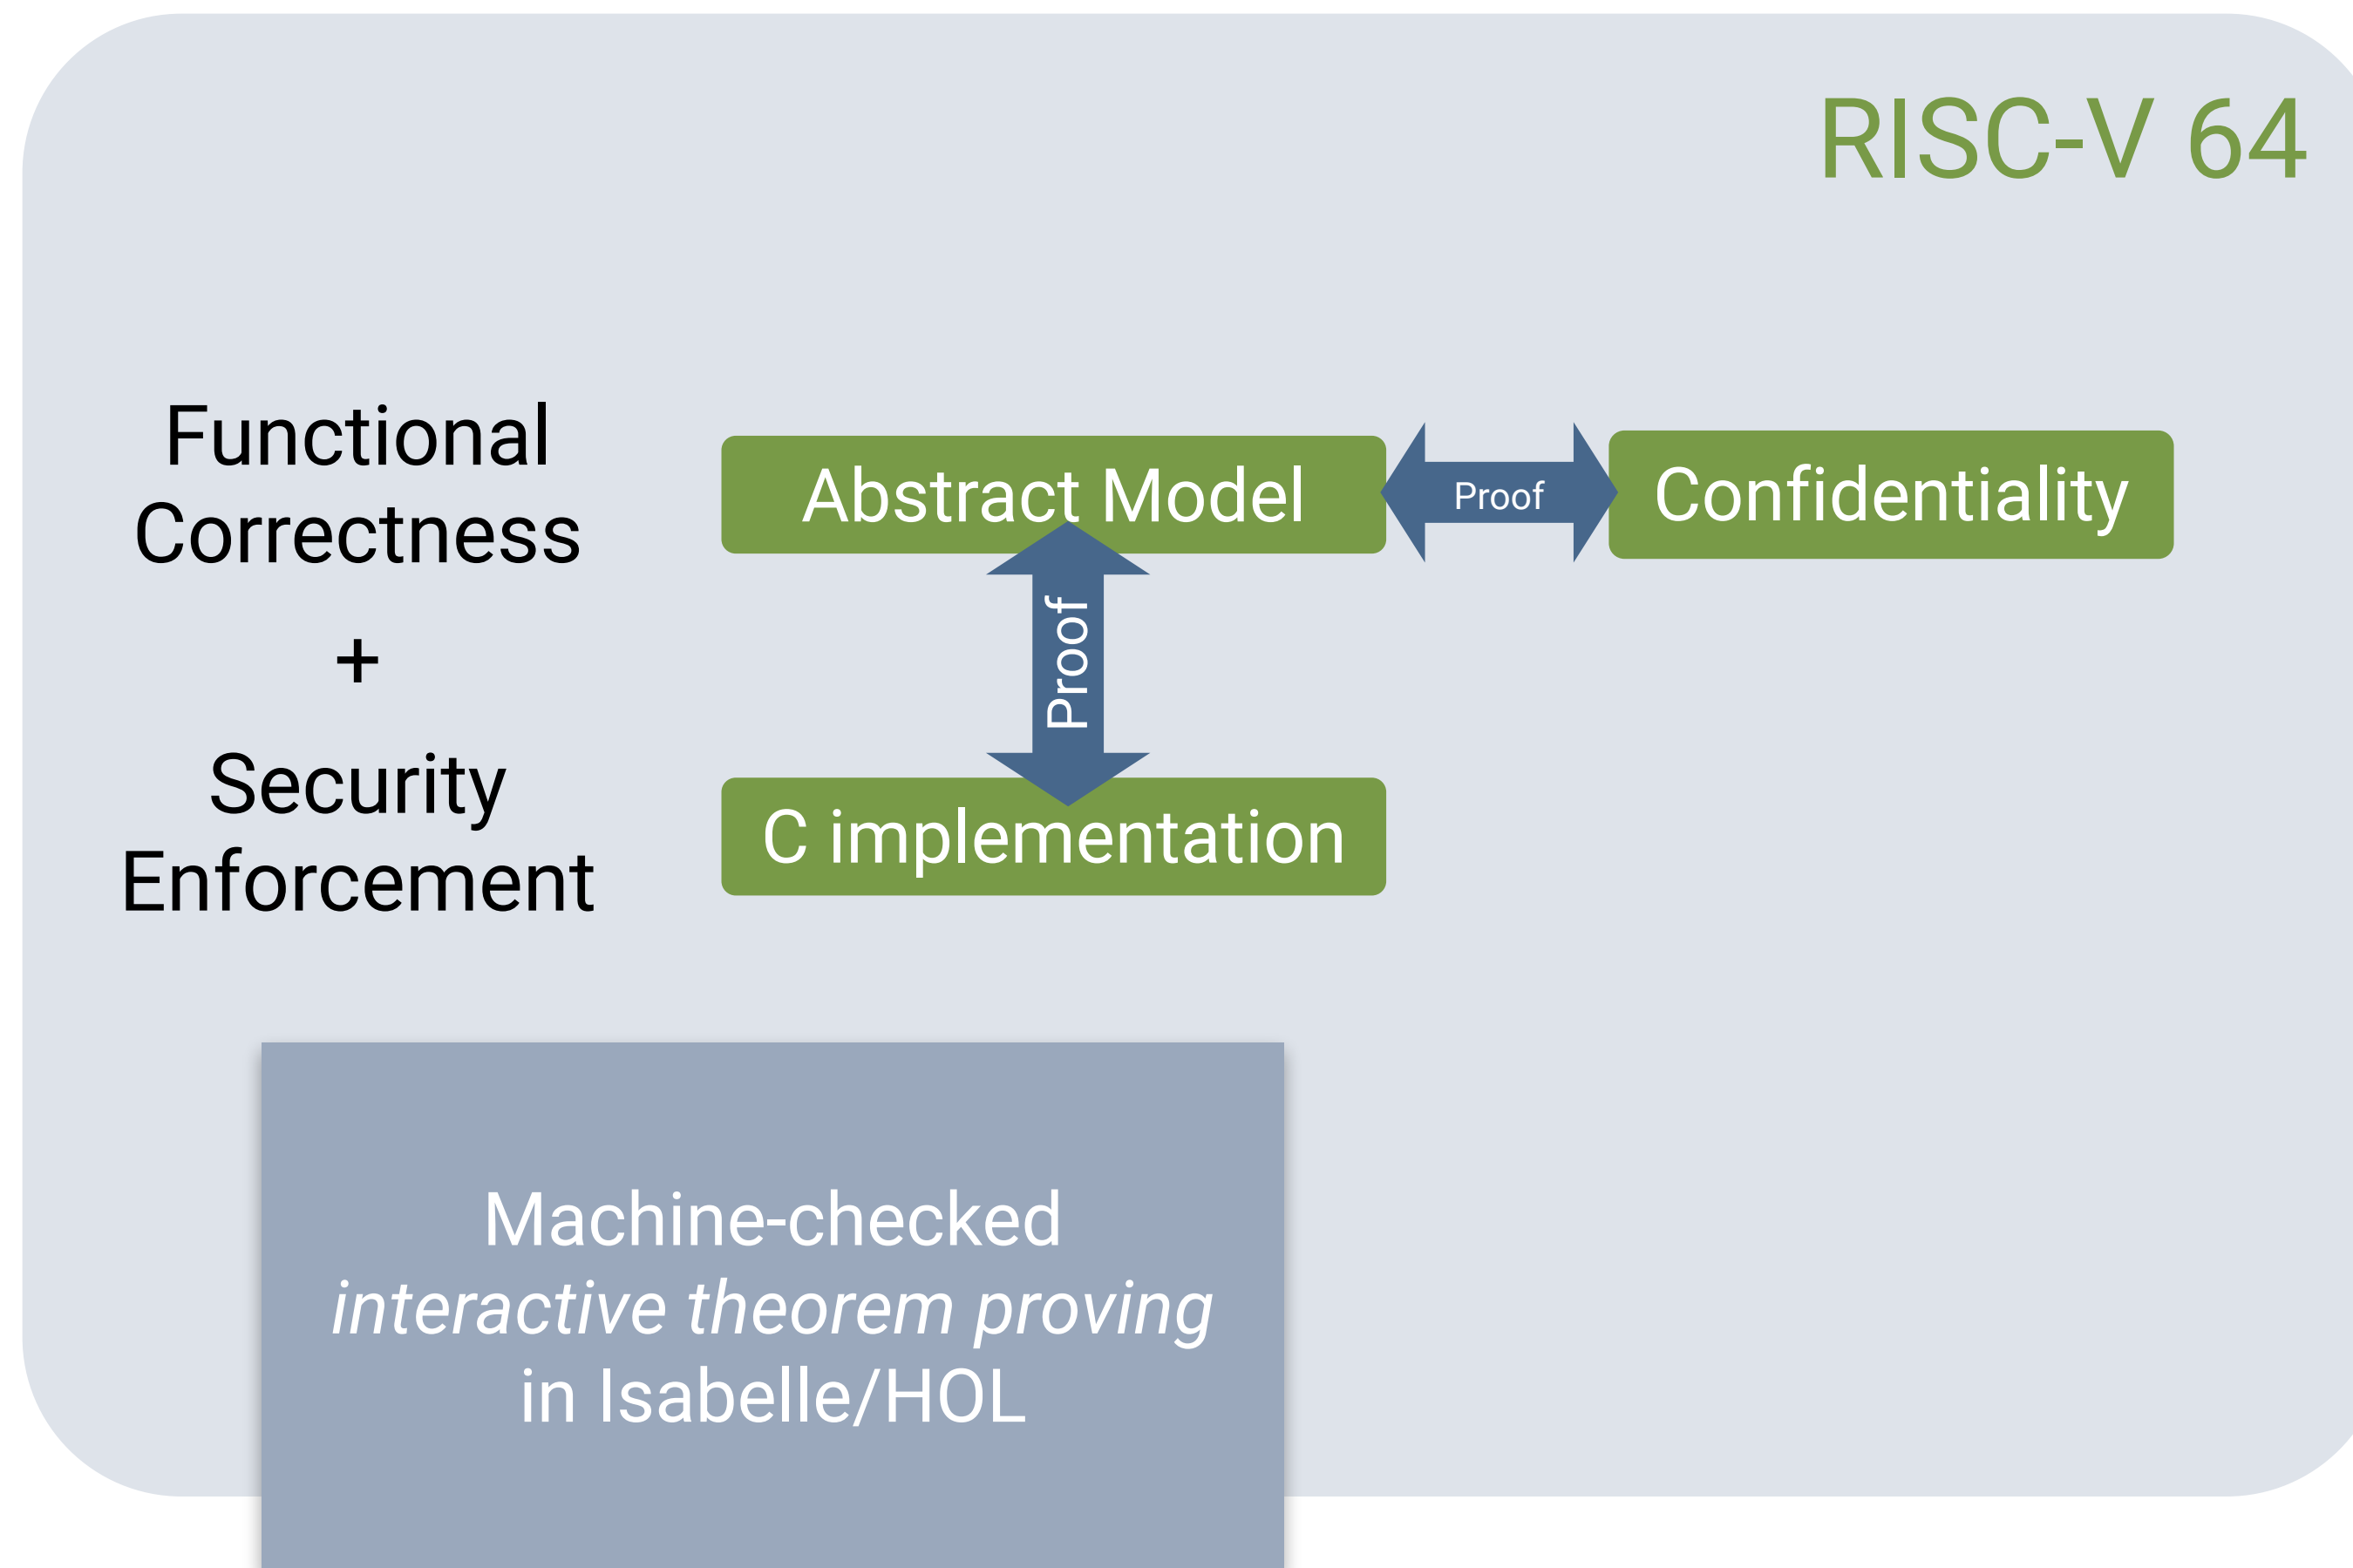 RISC-V 64
Functional
Correctness
+
Security
Enforcement
Abstract Model
Proof
Confidentiality
Proof
C implementation
Machine-checked
interactive theorem proving
in Isabelle/HOL